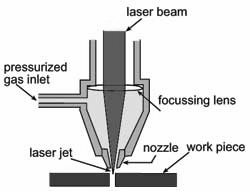 laser beam
pressurized
gas inlet
focussing lens
nozzle
work piece
laser jet